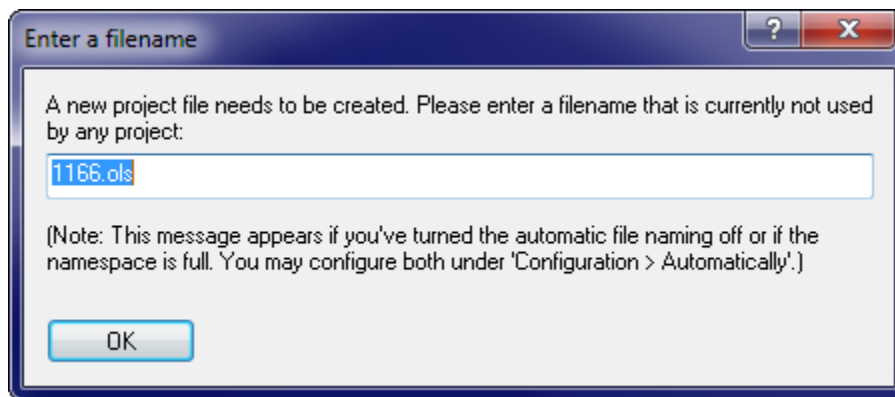 Enter a filename
A new project file needs to be created. Please enter a filename that is currently not used
by any project:
1166.ols
(Note: This message appears if you've turned the automatic file naming off or if the
namespace is full. You may configure both under 'Configuration > Automatically'.)
OK